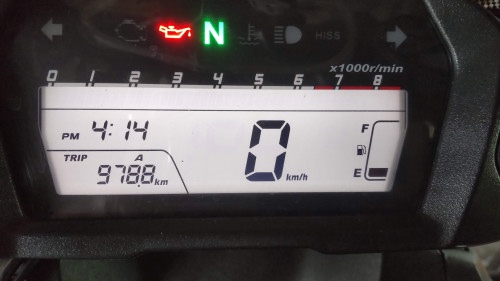 N HISS
x1000r/min
0 1 2 3 4 5 6 7 8
PM 4:14
F
TRIP A
978.8 km
0 km/h
E